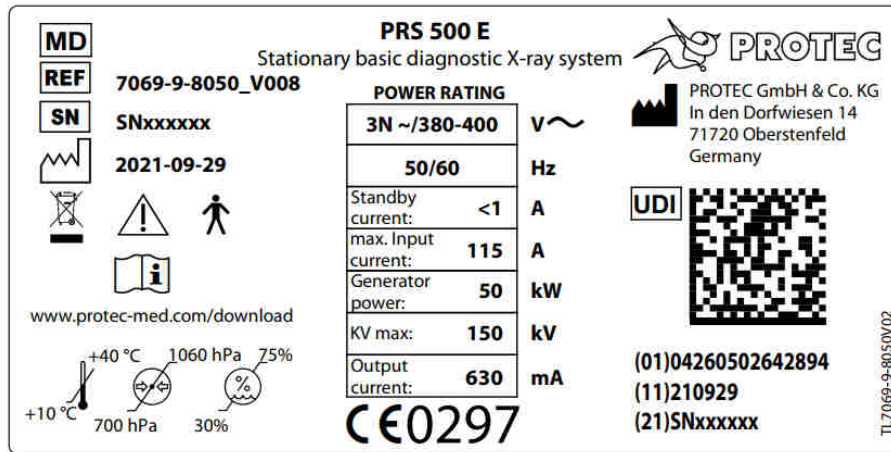 MD
REF 7069-9-8050_V008
SN SNxxxxxx
2021-09-29
www.protec-med.com/download
+40 °C
+10 °C
1060 hPa
700 hPa
75%
%
30%
PRS 500 E
Stationary basic diagnostic X-ray system
POWER RATING
3N ~/380-400 V~
50/60 Hz
Standby
current: <1 A
max. Input
current: 115 A
Generator
power: 50 kW
KV max: 150 kV
Output
current: 630 mA
CE0297
PROTEC
PROTEC GmbH & Co. KG
In den Dorfwiesen 14
71720 Oberstenfeld
Germany
UDI
(01)04260502642894
(11)210929
(21)SNxxxxxx
TL7069-9-8050V02